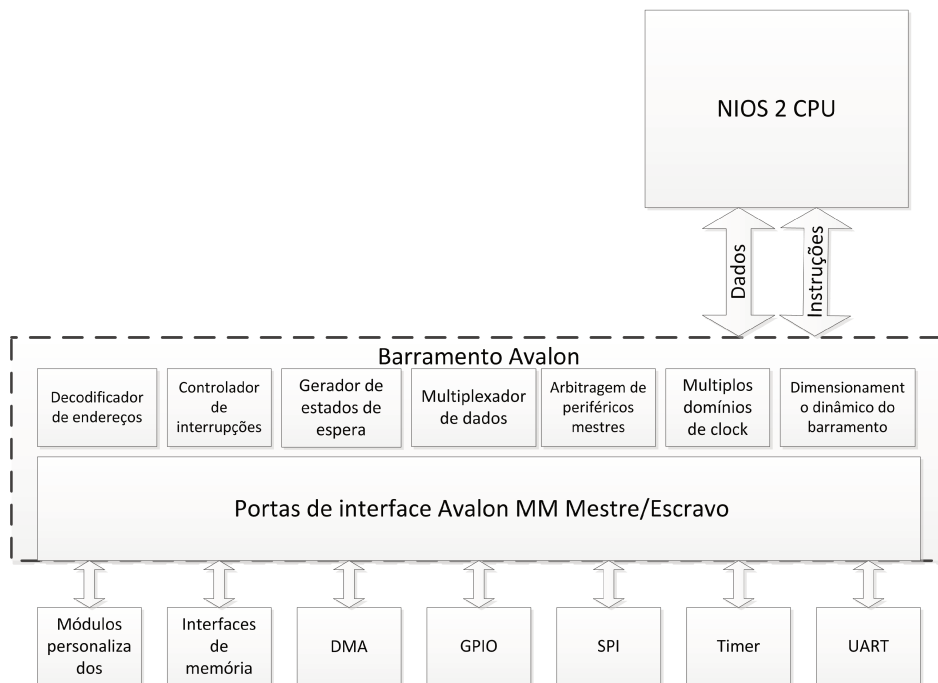 NIOS 2 CPU
Dados
Instruções
Barramento Avalon
Decodificador
de endereços
Controlador
de
interrupções
Gerador de
estados de
espera
Multiplexador
de dados
Arbitragem de
periféricos
mestres
Multiplos
domínios
de clock
Dimensionament
o dinâmico do
barramento
Portas de interface Avalon MM Mestre/Escravo
Módulos
personaliza
dos
Interfaces
de
memória
DMA
GPIO
SPI
Timer
UART